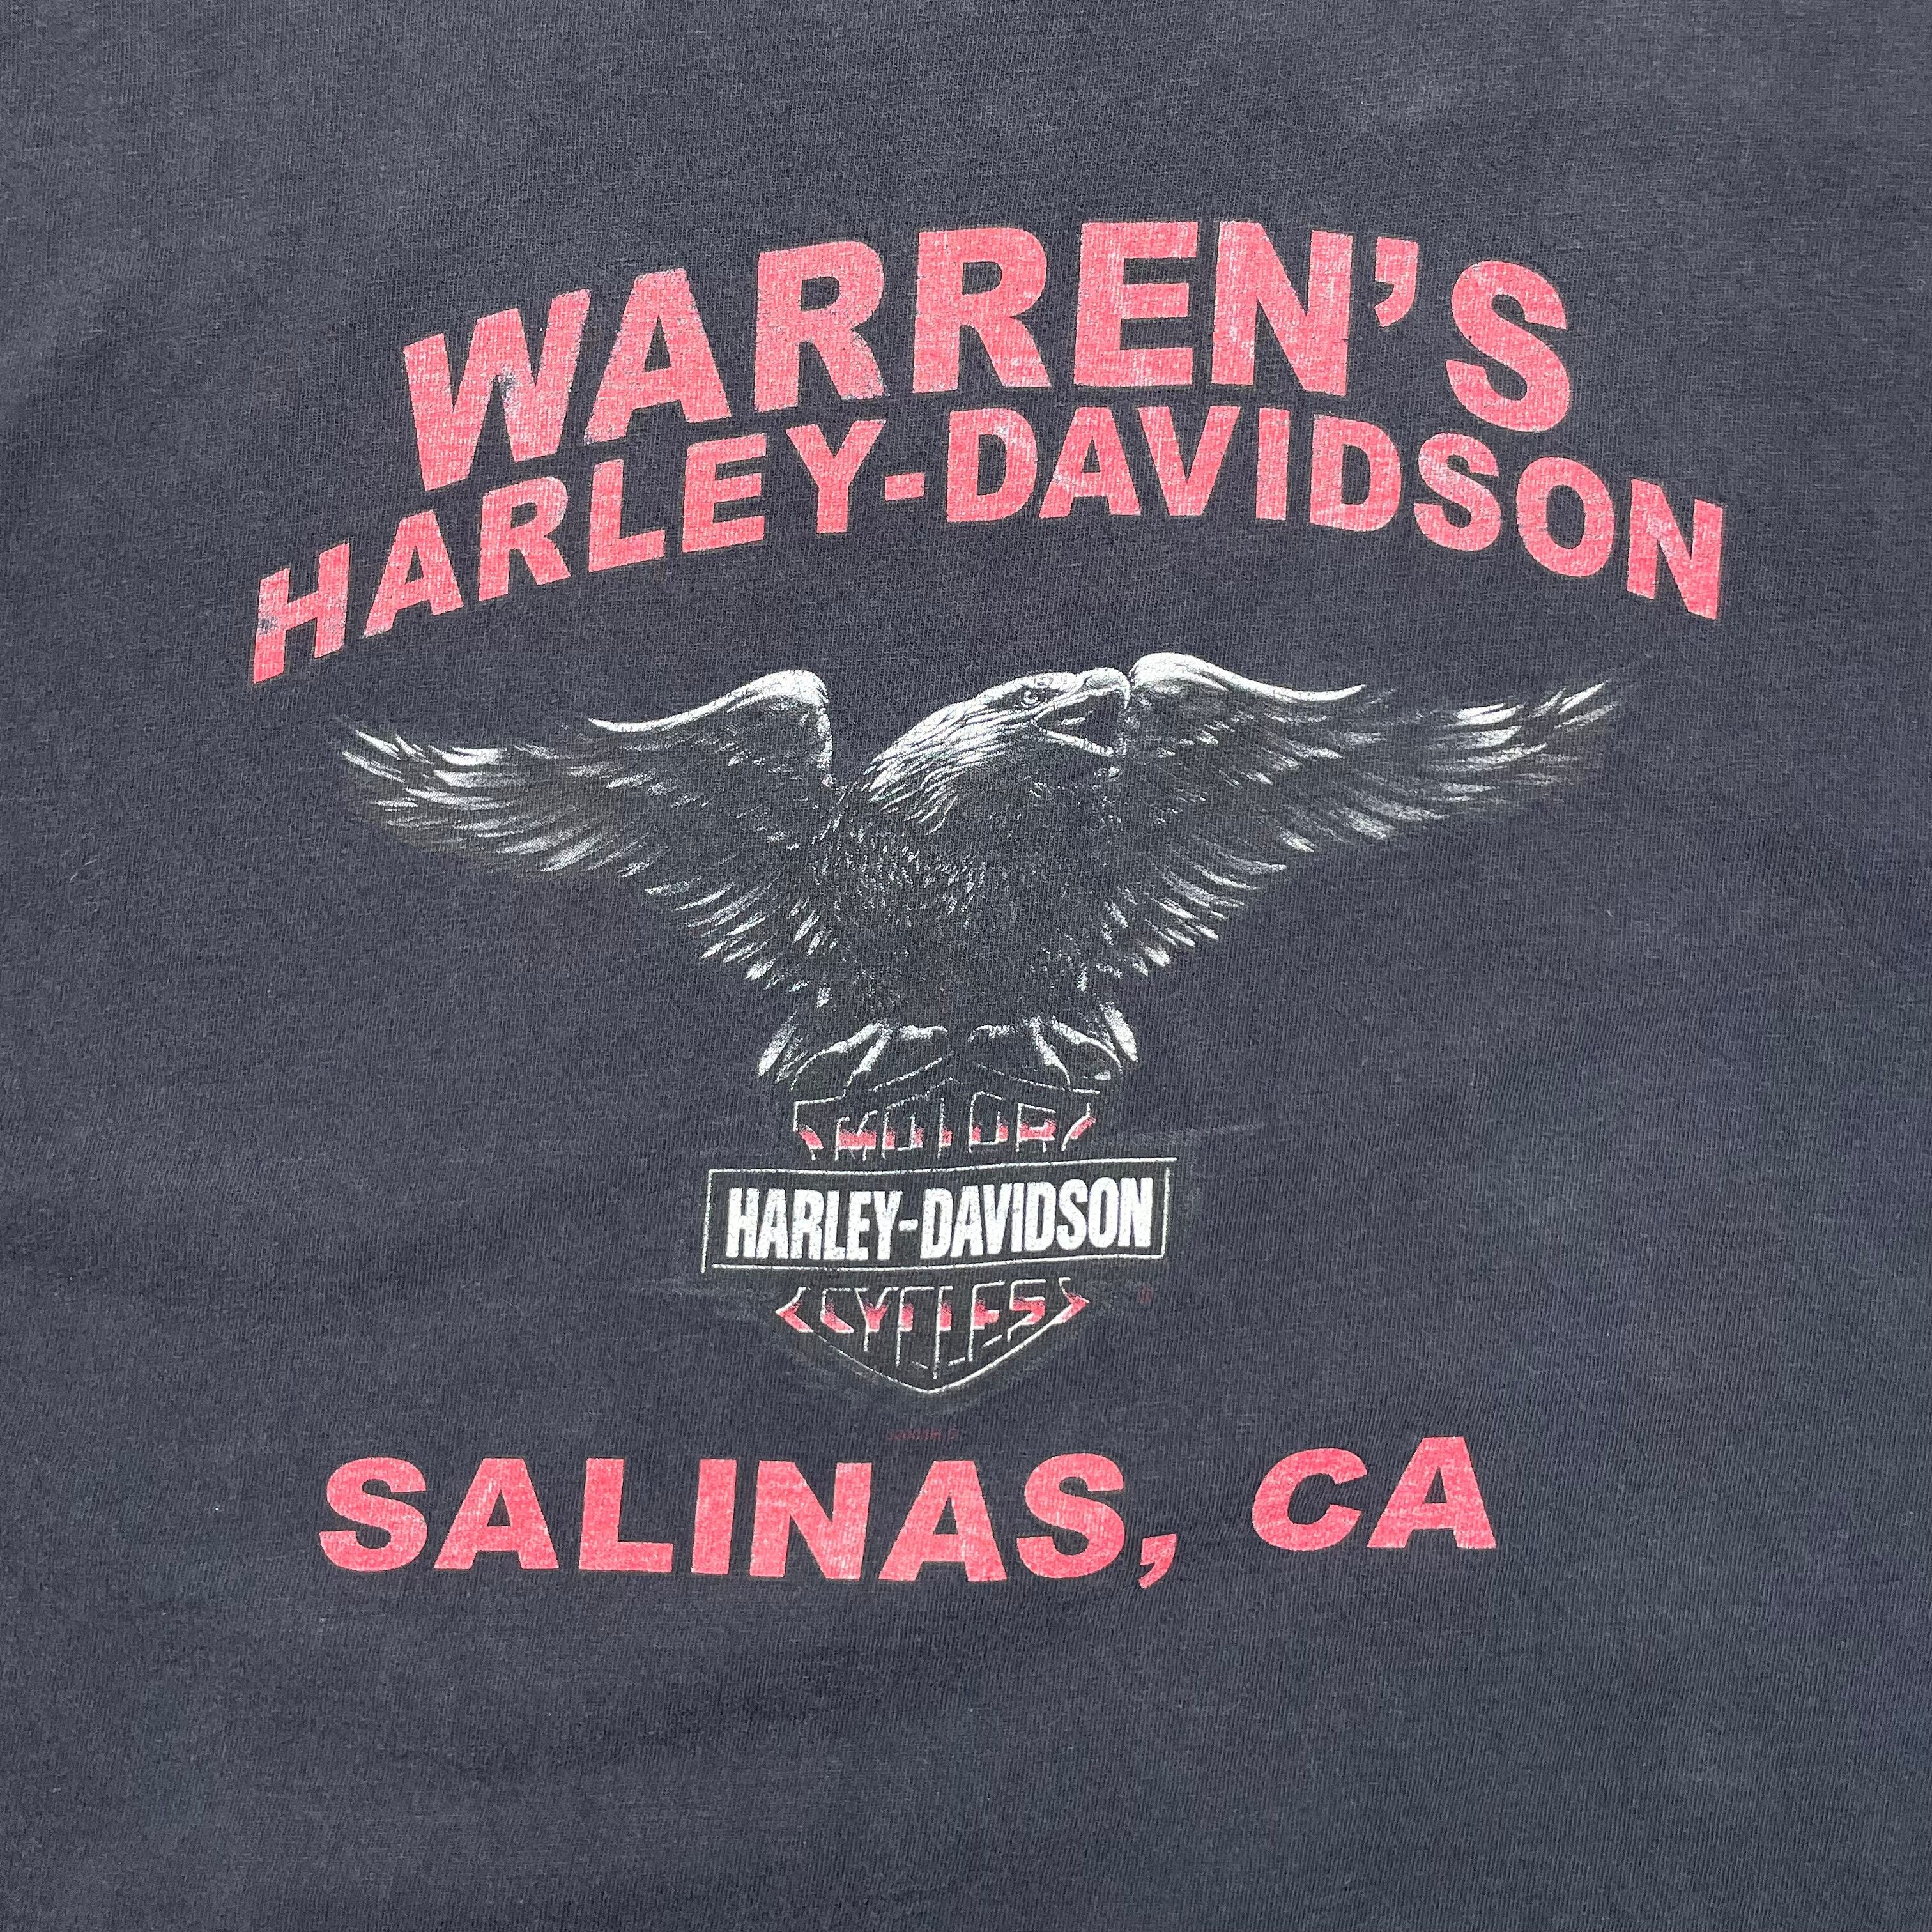 WARREN'S
HARLEY-DAVIDSON
MOTOR
HARLEY-DAVIDSON
CYCLES
SALINAS, CA